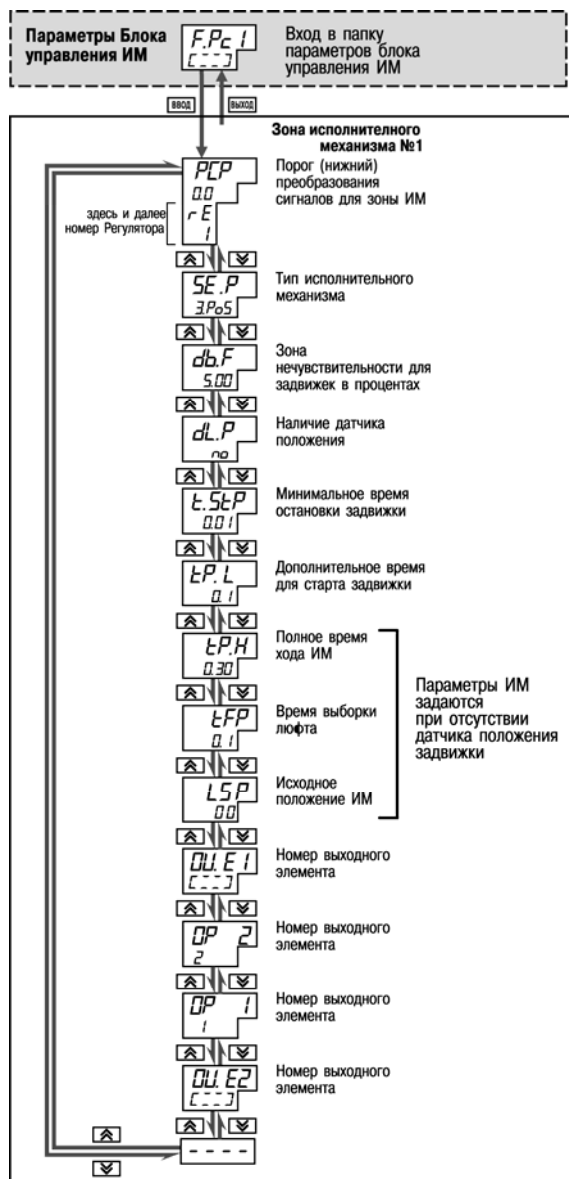 Параметры Блока
управления ИМ
F.Pc 1
[---]
Вход в папку
параметров блока
управления ИМ
ВВОД
ВЫХОД
Зона исполнителного
механизма №1
PCP
0.0
rE
1
здесь и далее
номер Регулятора
Порог (нижний)
преобразования
сигналов для зоны ИМ
SE.P
3.PoS
Тип исполнительного
механизма
db.F
5.00
Зона
нечувствительности для
задвижек в процентах
dL.P
no
Наличие датчика
положения
t.StP
0.01
Минимальное время
остановки задвижки
tP.L
0.1
Дополнительное время
для старта задвижки
tP.H
0.30
Полное время
хода ИМ
tFP
0.1
Время выборки
люфта
LSP
00
Исходное
положение ИМ
Параметры ИМ
задаются
при отсутствии
датчика положения
задвижки
OU.E1
[---]
Номер выходного
элемента
OP 2
2
Номер выходного
элемента
OP 1
1
Номер выходного
элемента
OU.E2
[---]
Номер выходного
элемента
- - - -